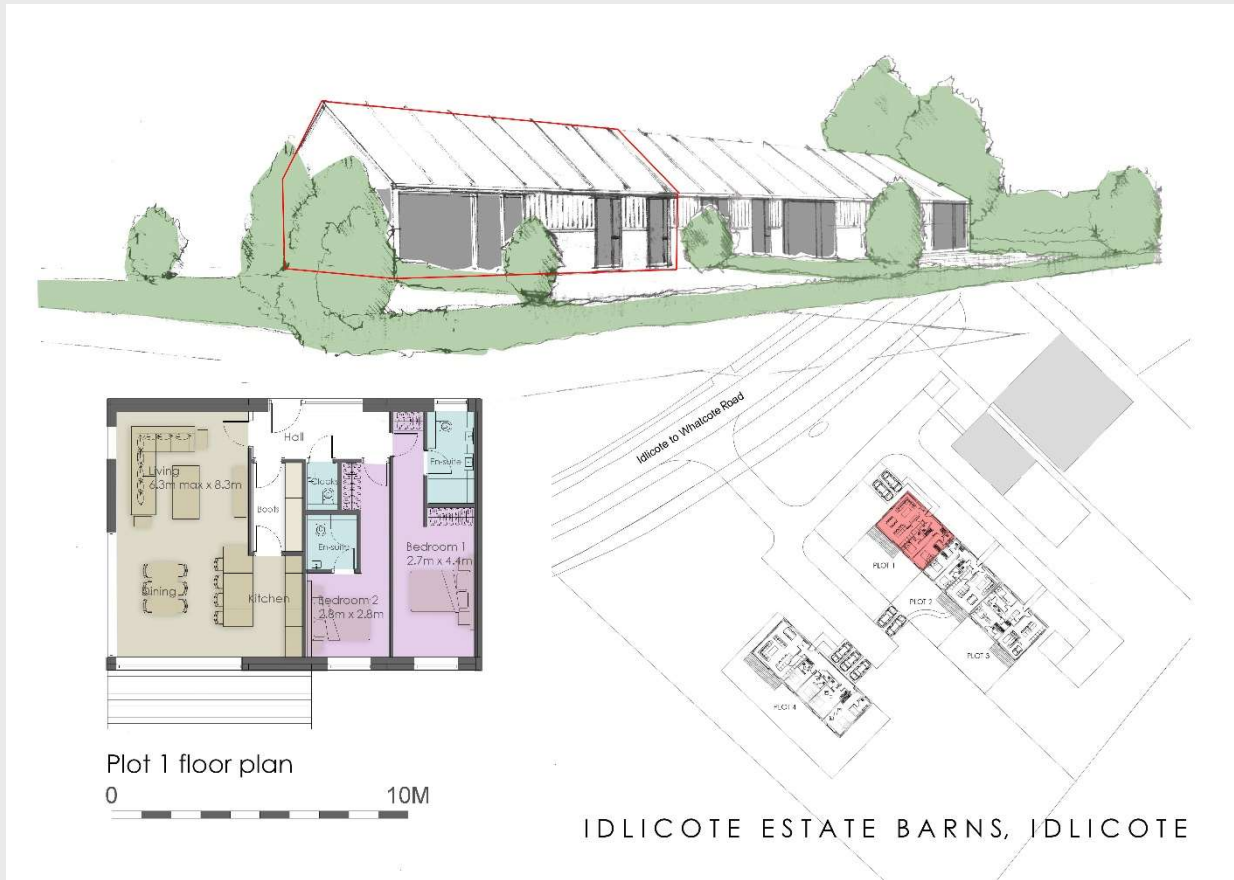 Idlicote to Whatcote Road
Hall
Living
6.3m max x 8.3m
Cloaks
En-suite
Boots
En-suite
Bedroom 1
2.7m x 4.4m
Dining
Kitchen
Bedroom 2
2.8m x 2.8m
PLOT 1
PLOT 2
PLOT 3
PLOT 4
Plot 1 floor plan
0 10M
IDLICOTE ESTATE BARNS, IDLICOTE